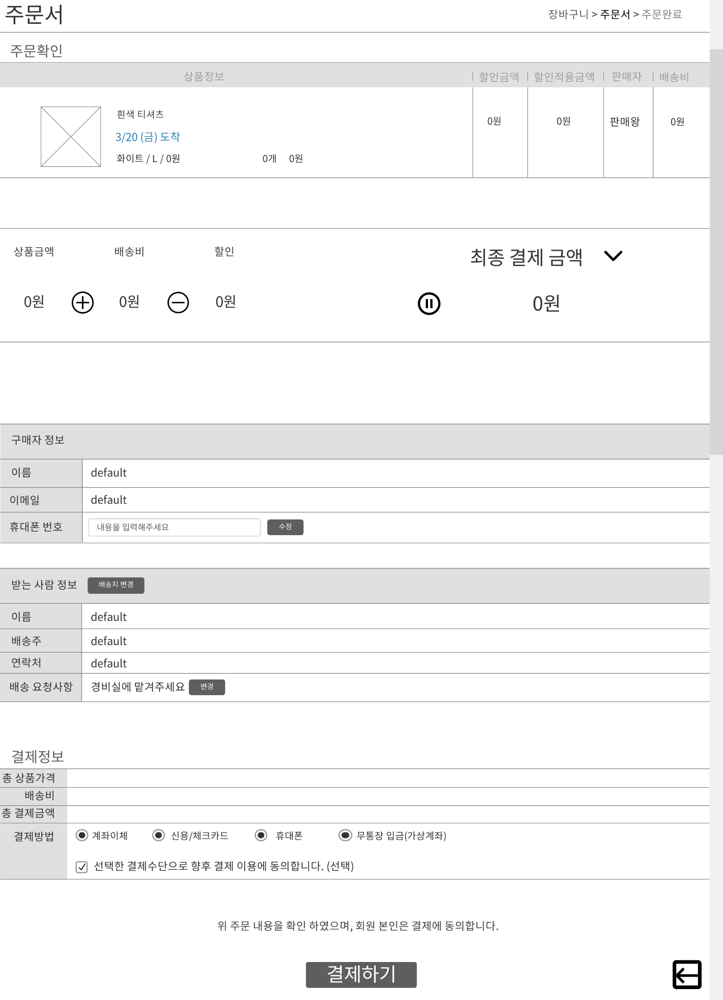 주문서
장바구니 > 주문서 > 주문완료
주문확인
상품정보 | 할인금액 | 할인적용금액 | 판매자 | 배송비
흰색 티셔츠
3/20 (금) 도착
화이트 / L / 0원 0개 0원
0원 0원 판매왕 0원
상품금액 배송비 할인 최종 결제 금액
0원 0원 0원 0원
구매자 정보
이름 default
이메일 default
휴대폰 번호 내용을 입력해주세요 수정
받는 사람 정보 배송지 변경
이름 default
배송주 default
연락처 default
배송 요청사항 경비실에 맡겨주세요 변경
결제정보
총 상품가격
배송비
총 결제금액
결제방법 계좌이체 신용/체크카드 휴대폰 무통장 입금(가상계좌)
선택한 결제수단으로 향후 결제 이용에 동의합니다. (선택)
위 주문 내용을 확인 하였으며, 회원 본인은 결제에 동의합니다.
결제하기